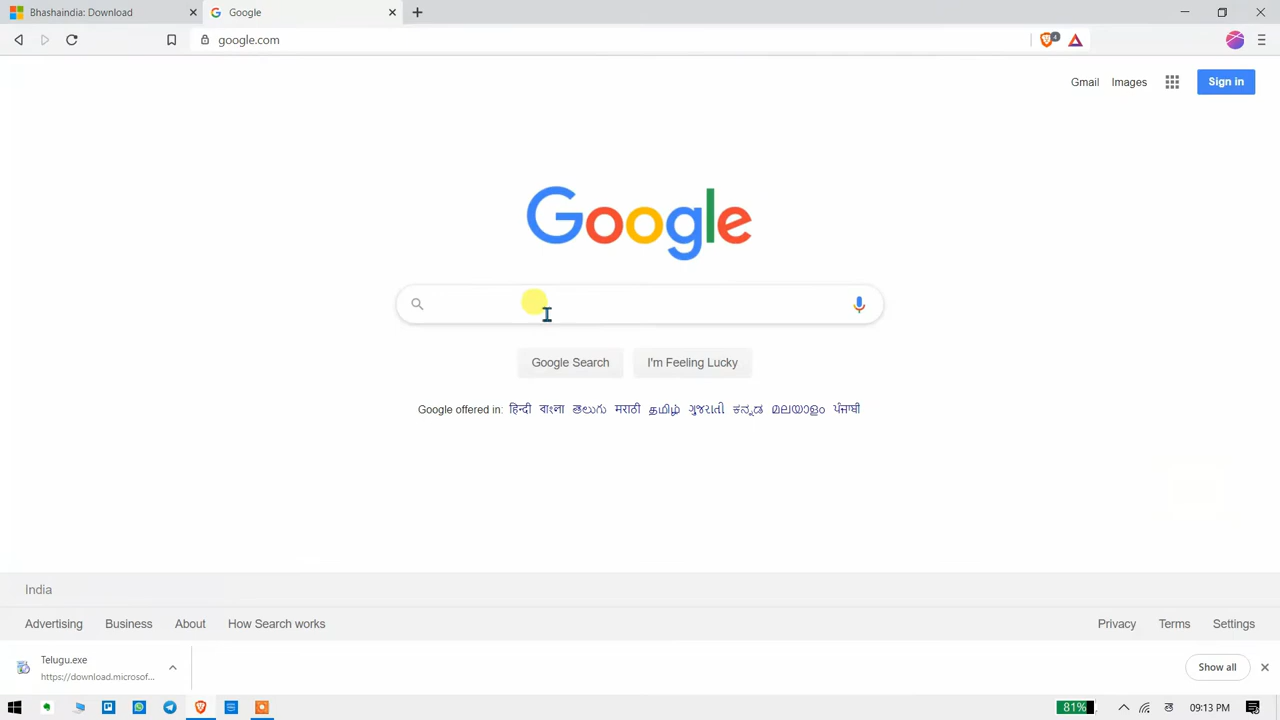 Bhashaindia: Download
Google
google.com
Gmail Images Sign in
Google
Google Search I'm Feeling Lucky
Google offered in: हिन्दी বাংলা తెలుగు मराठी தமிழ் ગુજરાતી ಕನ್ನಡ മലയാളം ਪੰਜਾਬੀ
India
Advertising Business About How Search works Privacy Terms Settings
Telugu.exe
https://download.microsof...
Show all
81% తె 09:13 PM